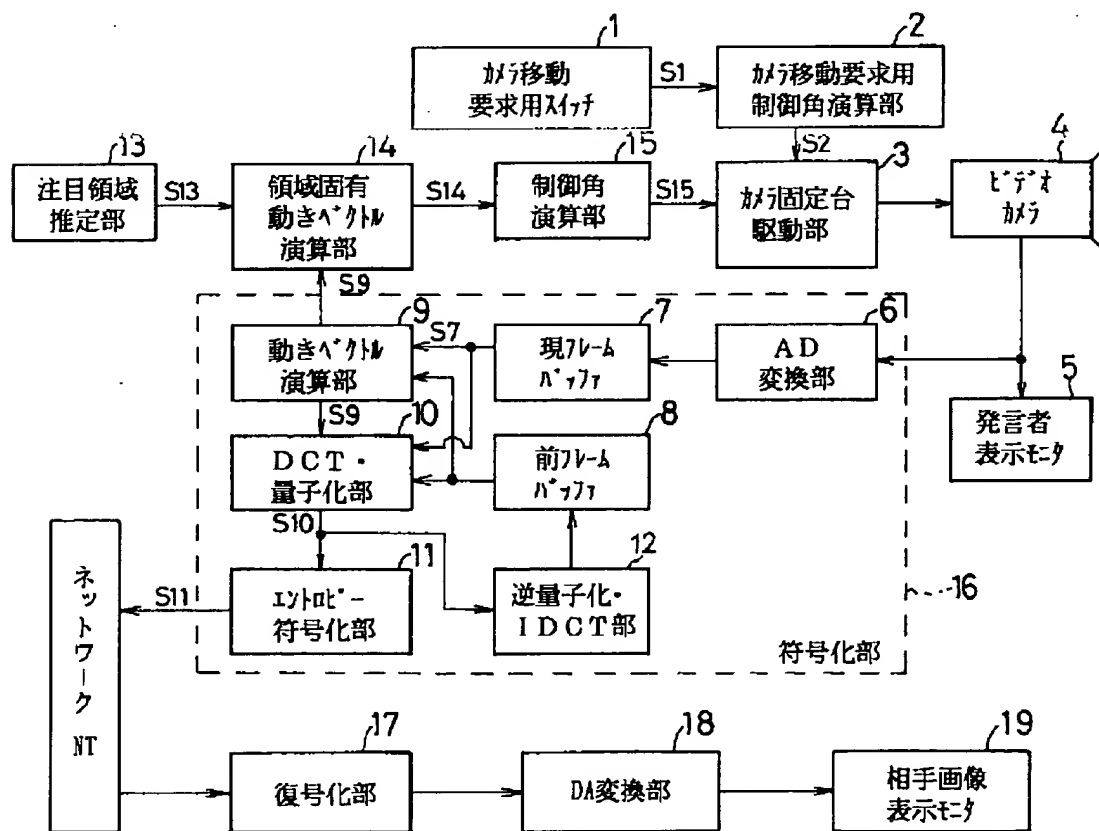 1
2
カメラ移動
要求用スイッチ
S1
カメラ移動要求用
制御角演算部
S2
13
注目領域
推定部
S13
14
領域固有
動きベクトル
演算部
S14
15
制御角
演算部
S15
3
カメラ固定台
駆動部
4
ビデオ
カメラ
S9
9
動きベクトル
演算部
S7
7
現フレーム
バッファ
6
AD
変換部
5
発言者
表示モニタ
S9
10
DCT・
量子化部
8
前フレーム
バッファ
S10
11
エントロピー
符号化部
S11
12
逆量子化・
IDCT部
16
符号化部
ネットワーク NT
17
復号化部
18
DA変換部
19
相手画像
表示モニタ